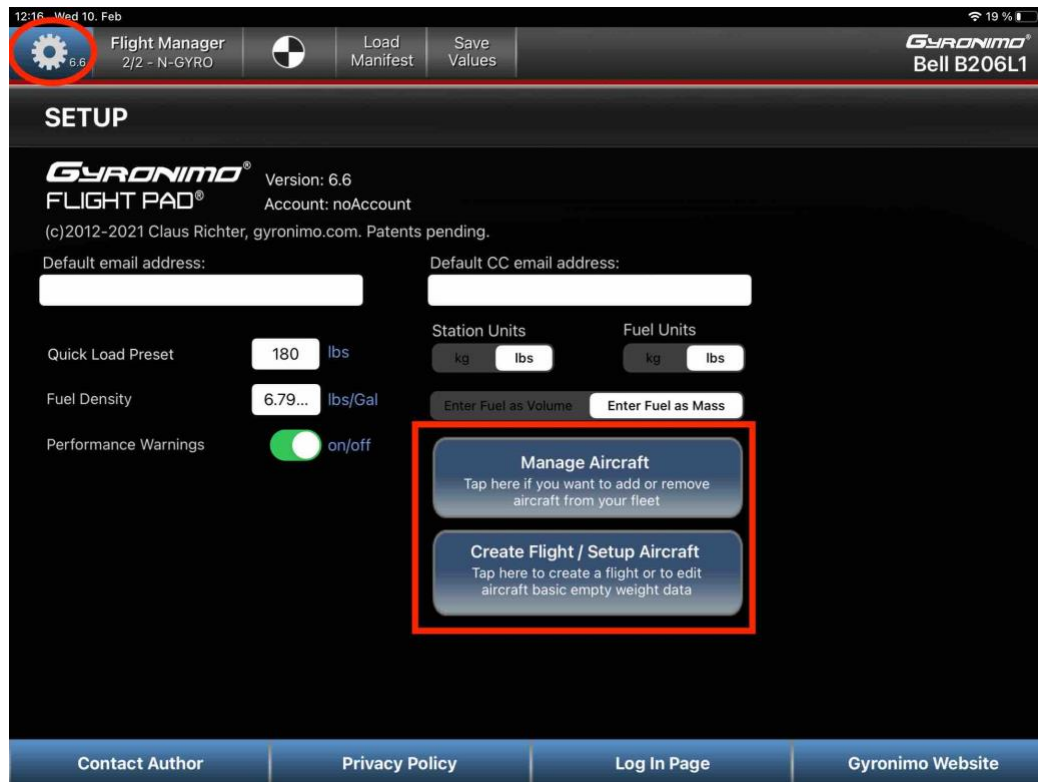 12:16 Wed 10. Feb
19 %
6.6
Flight Manager
2/2 - N-GYRO
Load
Manifest
Save
Values
GYRONIMO®
Bell B206L1
SETUP
GYRONIMO®
FLIGHT PAD®
Version: 6.6
Account: noAccount
(c)2012-2021 Claus Richter, gyronimo.com. Patents pending.
Default email address:
Default CC email address:
Station Units
Fuel Units
Quick Load Preset
180
lbs
kg
lbs
kg
lbs
Fuel Density
6.79...
lbs/Gal
Enter Fuel as Volume
Enter Fuel as Mass
Performance Warnings
on/off
Manage Aircraft
Tap here if you want to add or remove
aircraft from your fleet
Create Flight / Setup Aircraft
Tap here to create a flight or to edit
aircraft basic empty weight data
Contact Author
Privacy Policy
Log In Page
Gyronimo Website